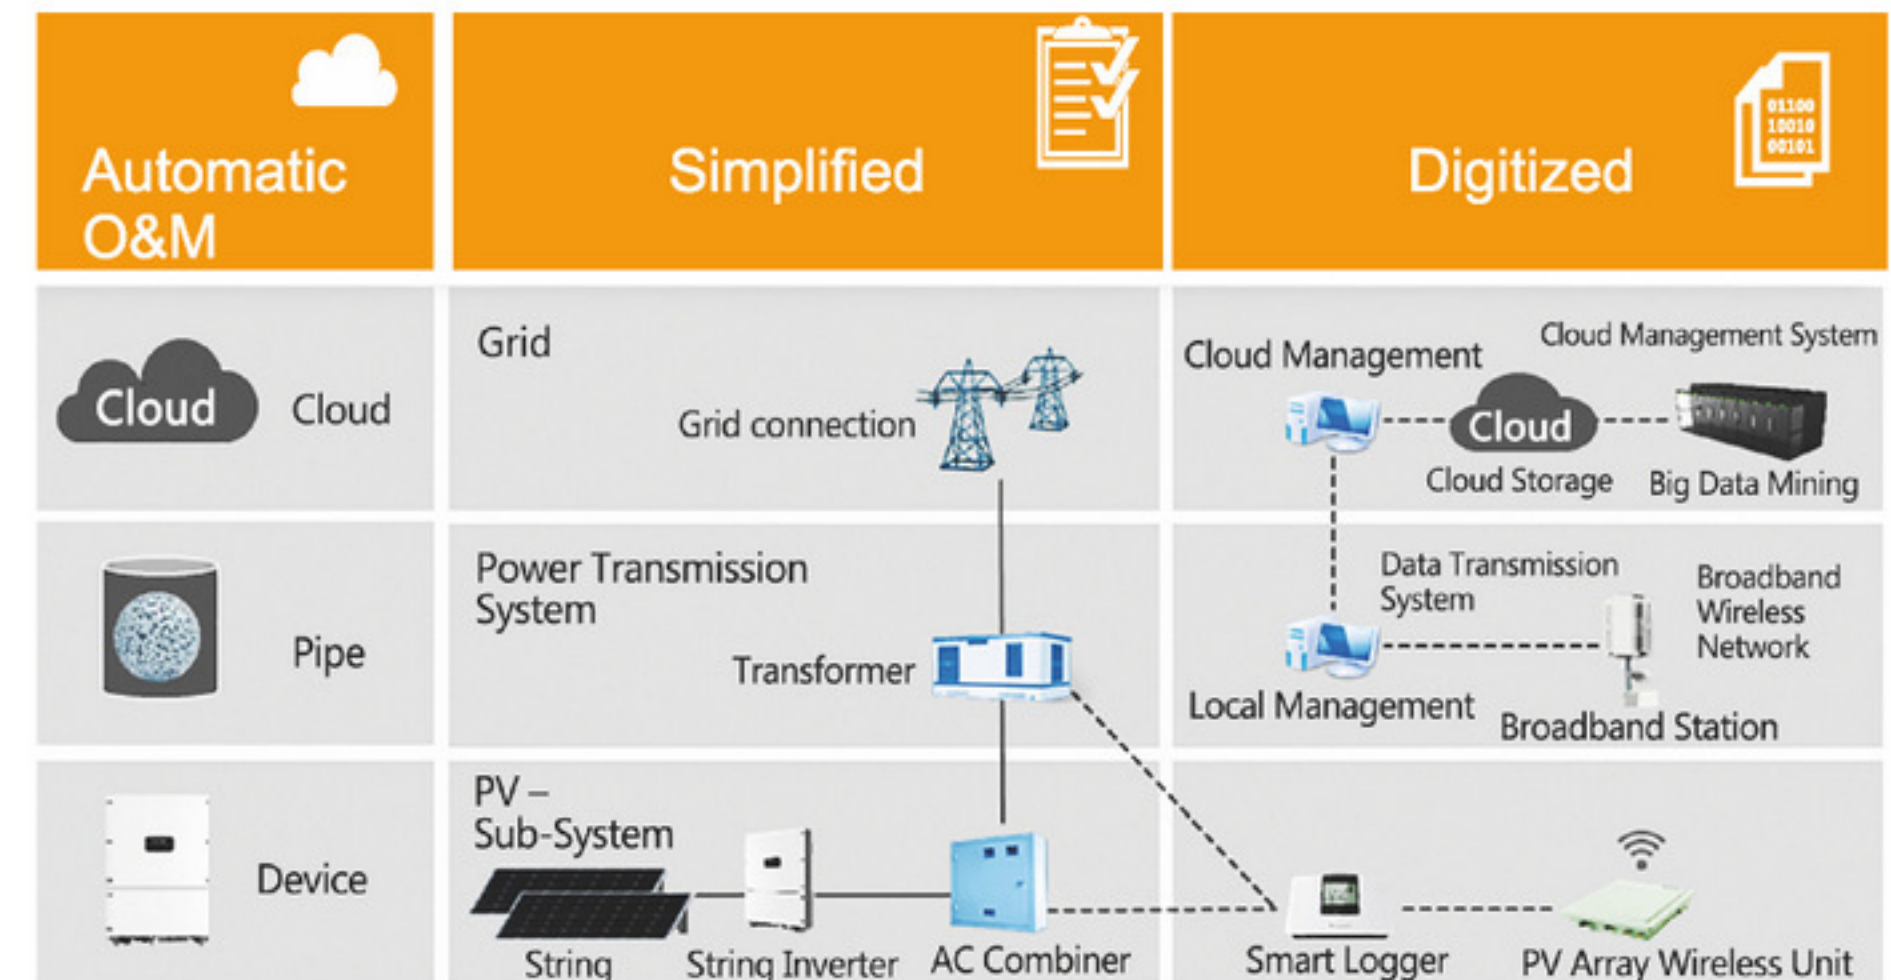 Automatic
O&M
Simplified
01100
10010
00101
Digitized
Cloud
Cloud
Grid
Grid connection
Cloud Management
Cloud Management System
Cloud
Cloud Storage
Big Data Mining
Pipe
Power Transmission
System
Transformer
Data Transmission
System
Broadband
Wireless
Network
Local Management
Broadband Station
Device
PV –
Sub-System
String
String Inverter
AC Combiner
Smart Logger
PV Array Wireless Unit